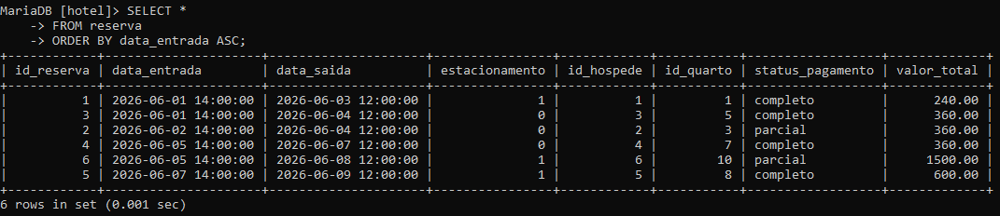 MariaDB [hotel]> SELECT *
    -> FROM reserva
    -> ORDER BY data_entrada ASC;
+------------+---------------------+---------------------+----------------+------------+-----------+------------------+-------------+
| id_reserva | data_entrada        | data_saida          | estacionamento | id_hospede | id_quarto | status_pagamento | valor_total |
+------------+---------------------+---------------------+----------------+------------+-----------+------------------+-------------+
|          1 | 2026-06-01 14:00:00 | 2026-06-03 12:00:00 |              1 |          1 |         1 | completo         |      240.00 |
|          3 | 2026-06-01 14:00:00 | 2026-06-04 12:00:00 |              0 |          3 |         5 | completo         |      360.00 |
|          2 | 2026-06-02 14:00:00 | 2026-06-04 12:00:00 |              0 |          2 |         3 | parcial          |      360.00 |
|          4 | 2026-06-05 14:00:00 | 2026-06-07 12:00:00 |              0 |          4 |         7 | completo         |      360.00 |
|          6 | 2026-06-05 14:00:00 | 2026-06-08 12:00:00 |              1 |          6 |        10 | parcial          |     1500.00 |
|          5 | 2026-06-07 14:00:00 | 2026-06-09 12:00:00 |              1 |          5 |         8 | completo         |      600.00 |
+------------+---------------------+---------------------+----------------+------------+-----------+------------------+-------------+
6 rows in set (0.001 sec)